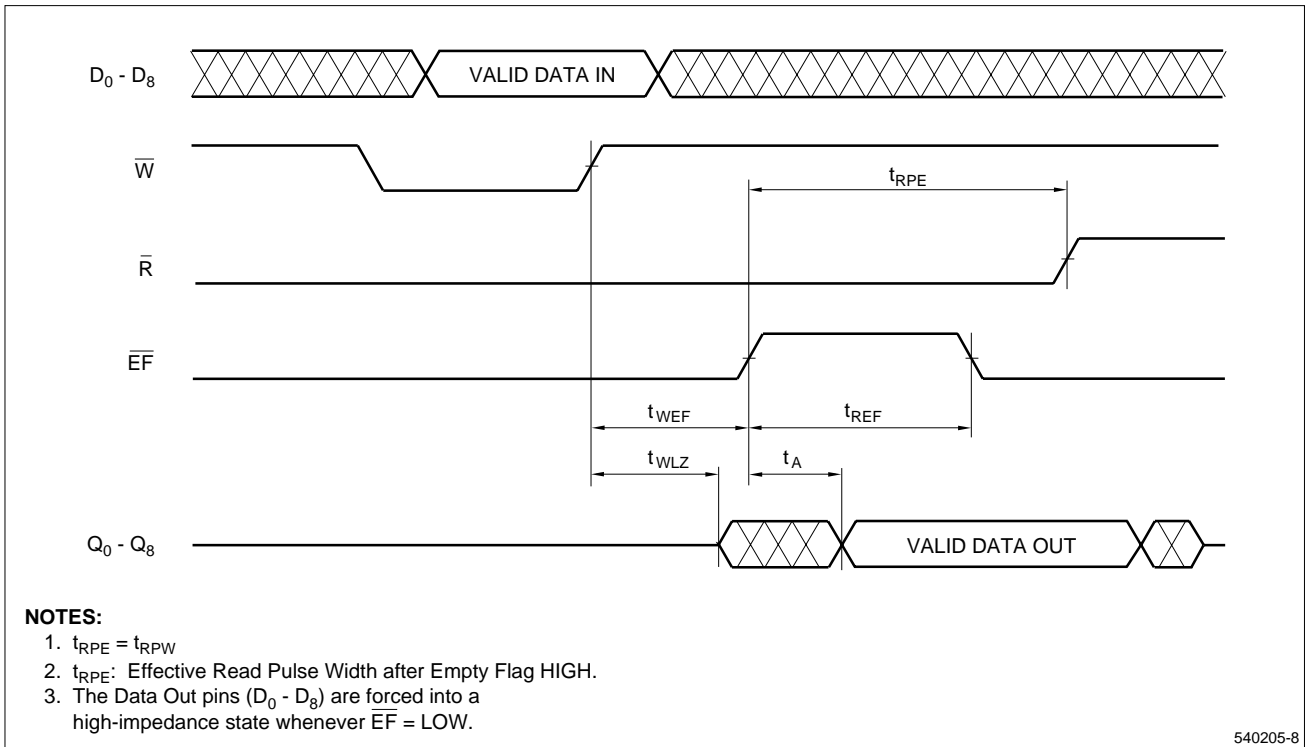 D0 - D8 VALID DATA IN
W̅
tRPE
R̅
E̅F̅
tWEF tREF
tWLZ tA
Q0 - Q8 VALID DATA OUT
NOTES:
1. tRPE = tRPW
2. tRPE: Effective Read Pulse Width after Empty Flag HIGH.
3. The Data Out pins (D0 - D8) are forced into a
high-impedance state whenever E̅F̅ = LOW.
540205-8